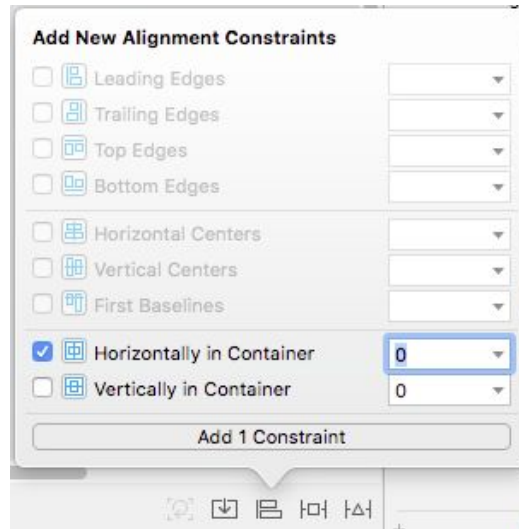 Add New Alignment Constraints
Leading Edges
Trailing Edges
Top Edges
Bottom Edges
Horizontal Centers
Vertical Centers
First Baselines
Horizontally in Container 0
Vertically in Container 0
Add 1 Constraint